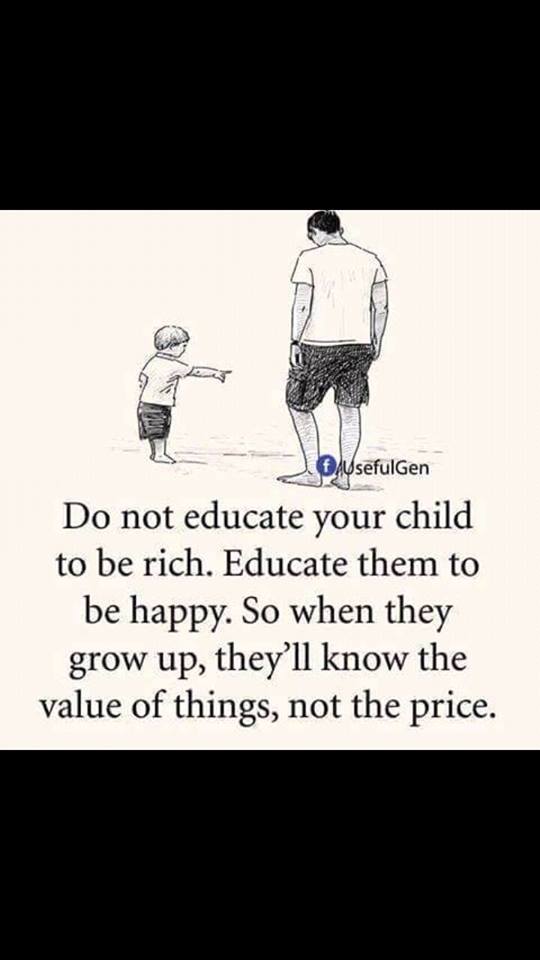 f/UsefulGen
Do not educate your child
to be rich. Educate them to
be happy. So when they
grow up, they’ll know the
value of things, not the price.